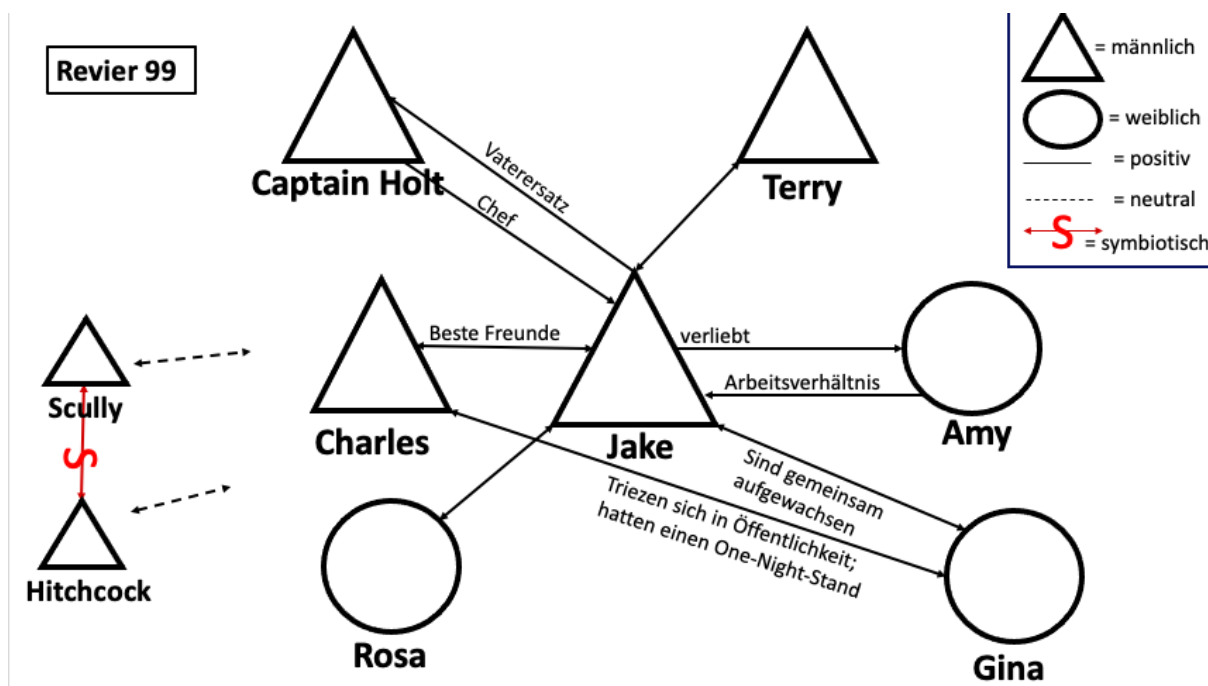 Revier 99
= männlich
= weiblich
= positiv
= neutral
S = symbiotisch
Captain Holt
Terry
Vaterersatz
Chef
Beste Freunde
verliebt
Arbeitsverhältnis
Scully
Charles
Jake
Amy
S
Sind gemeinsam
aufgewachsen
Triezen sich in Öffentlichkeit;
hatten einen One-Night-Stand
Hitchcock
Rosa
Gina